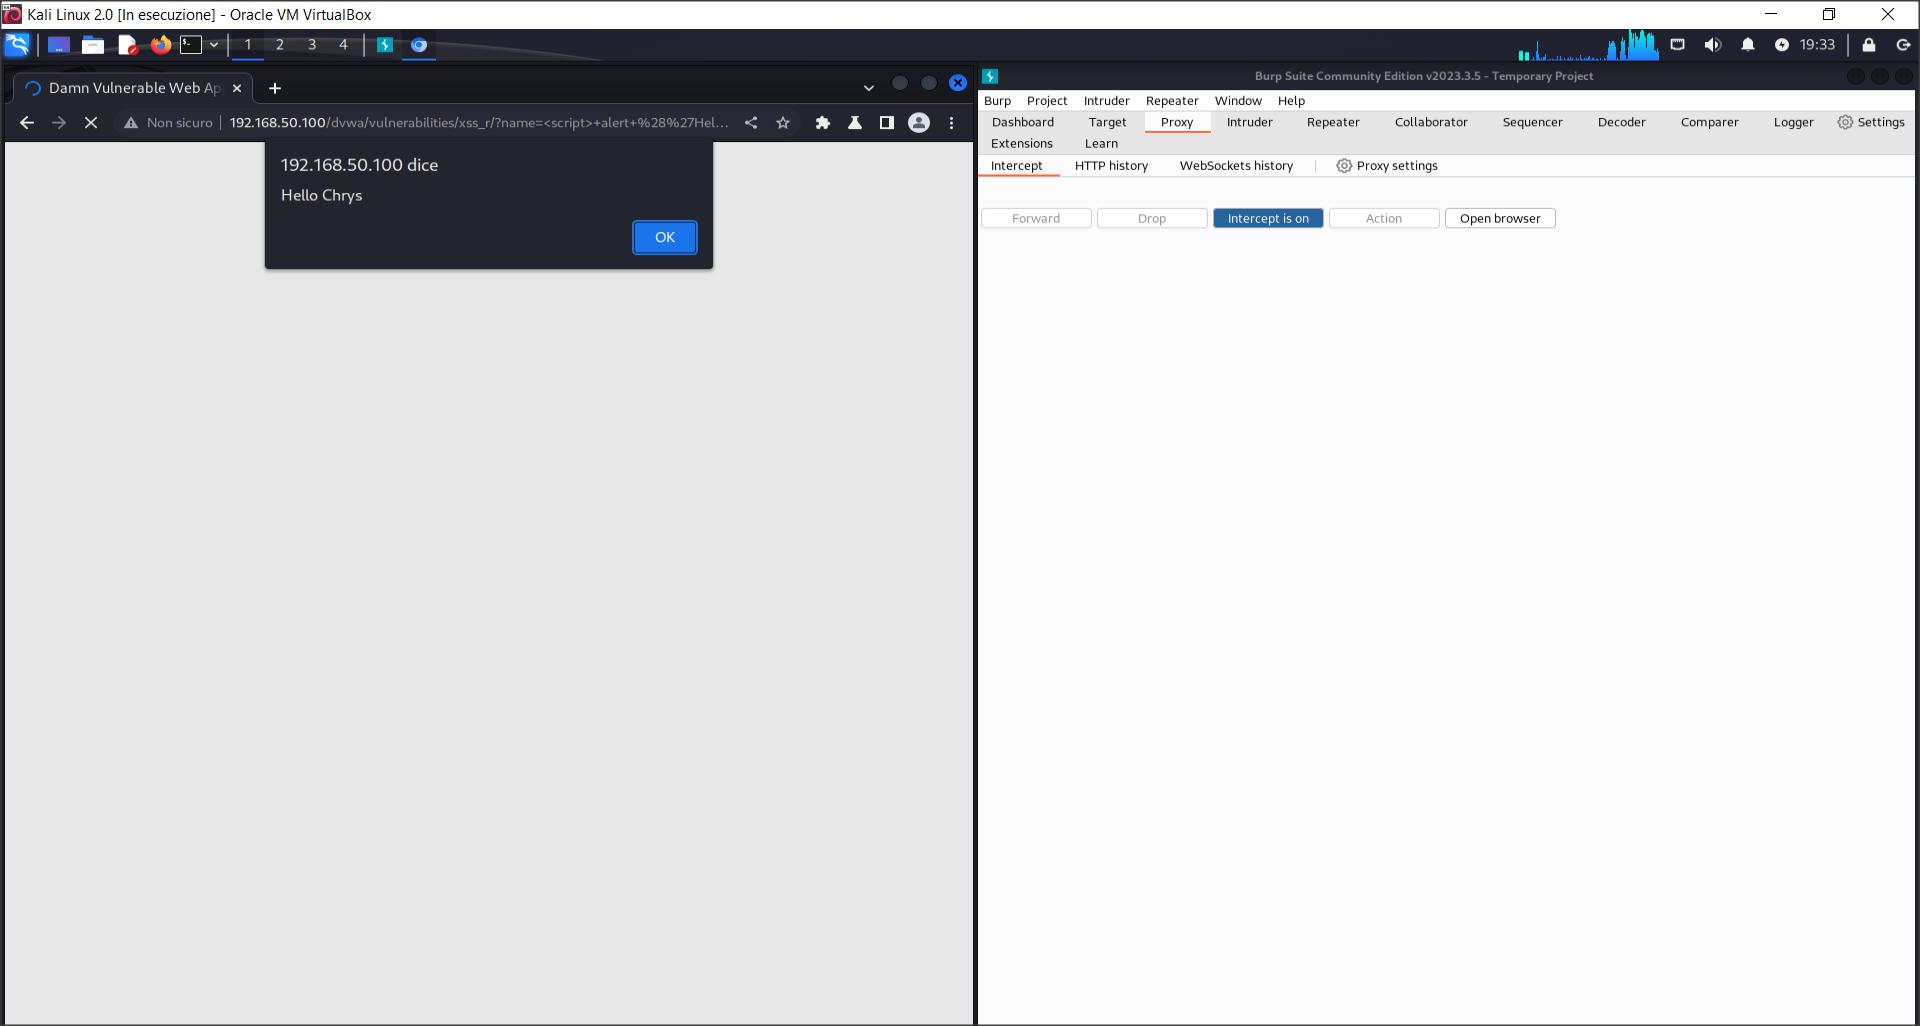 Kali Linux 2.0 [In esecuzione] - Oracle VM VirtualBox
1 2 3 4 19:33
Damn Vulnerable Web Ap
Non sicuro 192.168.50.100/dvwa/vulnerabilities/xss_r/?name=<script>+alert+%28%27Hel...
192.168.50.100 dice
Hello Chrys
OK
Burp Suite Community Edition v2023.3.5 - Temporary Project
Burp Project Intruder Repeater Window Help
Dashboard Target Proxy Intruder Repeater Collaborator Sequencer Decoder Comparer Logger Settings
Extensions Learn
Intercept HTTP history WebSockets history Proxy settings
Forward Drop Intercept is on Action Open browser